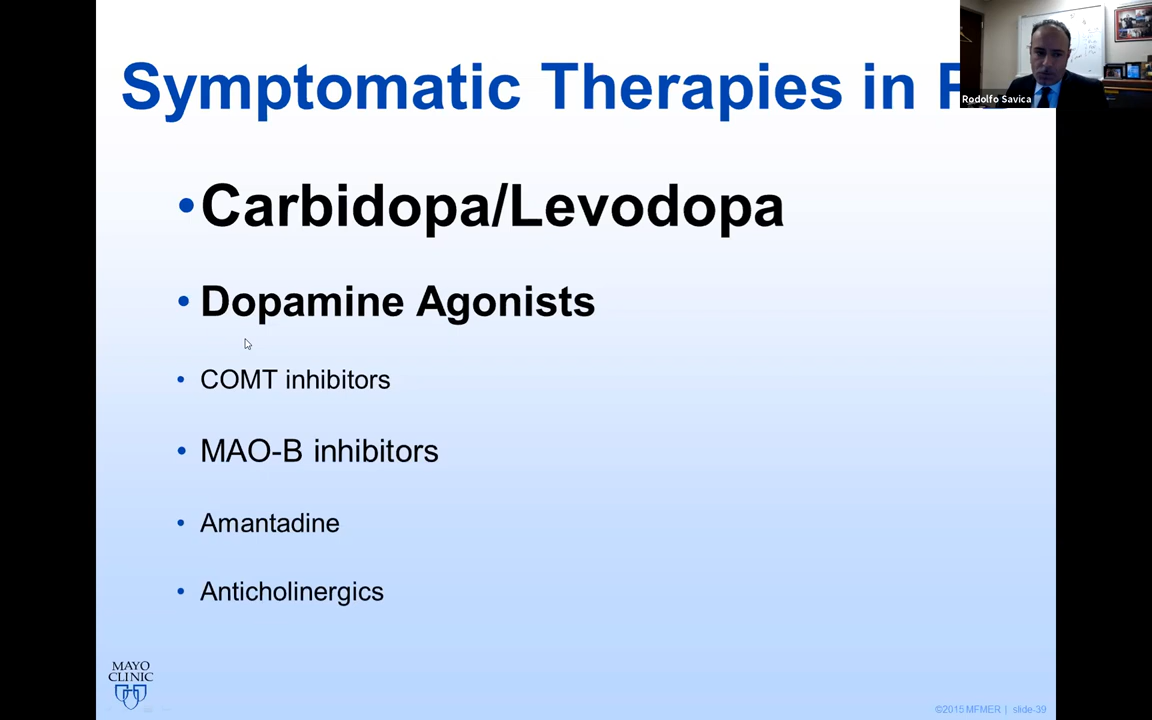 Symptomatic Therapies in
Rodolfo Savica
•Carbidopa/Levodopa
• Dopamine Agonists
• COMT inhibitors
• MAO-B inhibitors
• Amantadine
• Anticholinergics
MAYO
CLINIC
©2015 MFMER | slide-39